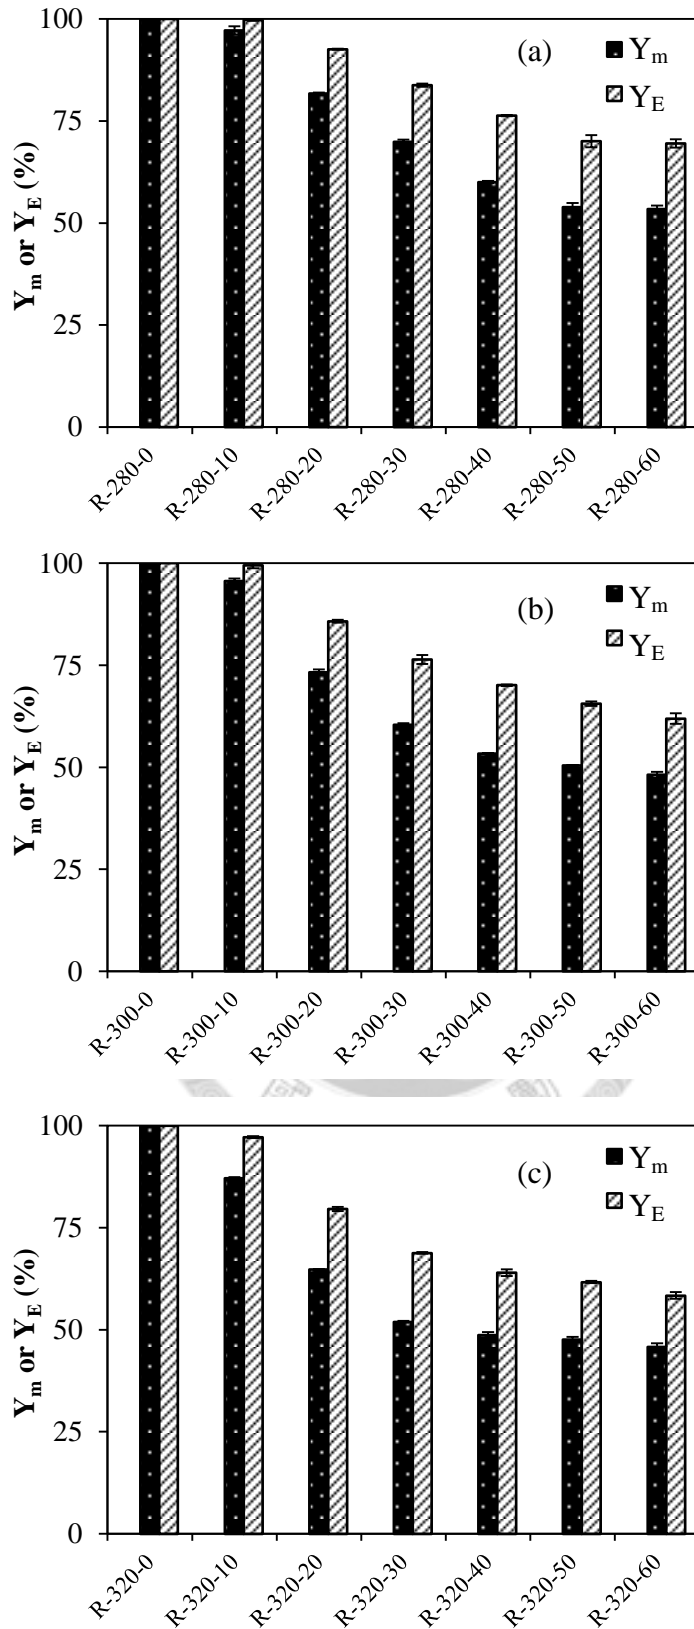 100
75
50
25
0
Y_m or Y_E (%)
(a)
Y_m
Y_E
R-280-0
R-280-10
R-280-20
R-280-30
R-280-40
R-280-50
R-280-60
100
75
50
25
0
Y_m or Y_E (%)
(b)
Y_m
Y_E
R-300-0
R-300-10
R-300-20
R-300-30
R-300-40
R-300-50
R-300-60
100
75
50
25
0
Y_m or Y_E (%)
(c)
Y_m
Y_E
R-320-0
R-320-10
R-320-20
R-320-30
R-320-40
R-320-50
R-320-60